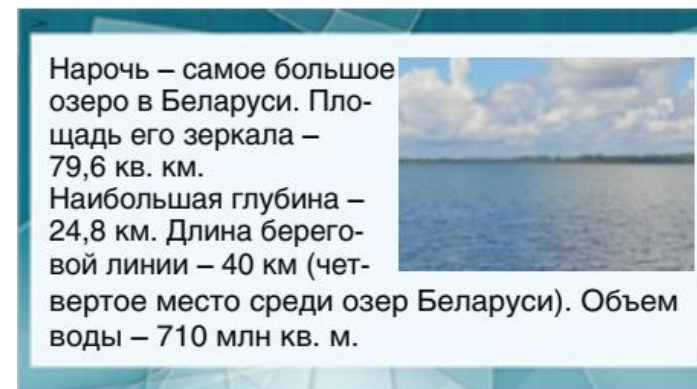 Нарочь – самое большое
озеро в Беларуси. Пло-
щадь его зеркала –
79,6 кв. км.
Наибольшая глубина –
24,8 км. Длина берего-
вой линии – 40 км (чет-
вертое место среди озер Беларуси). Объем
воды – 710 млн кв. м.